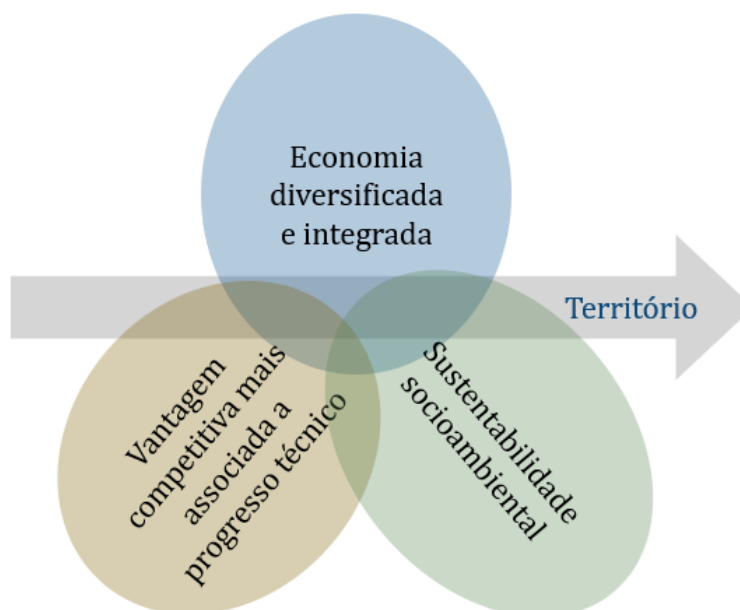 Economia
diversificada
e integrada
Território
Vantagem
competitiva mais
associada a
progresso técnico
Sustentabilidade
socioambiental